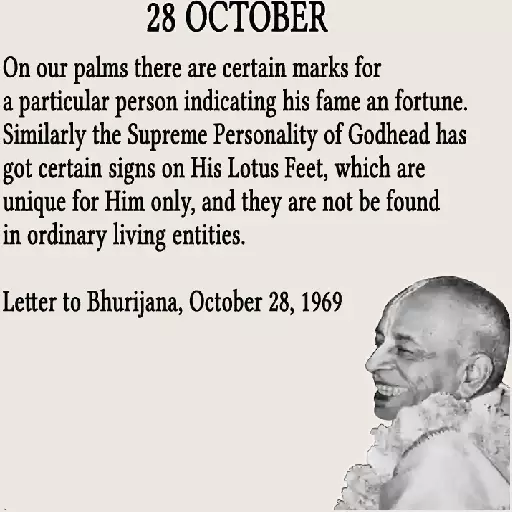 28 OCTOBER
On our palms there are certain marks for
a particular person indicating his fame an fortune.
Similarly the Supreme Personality of Godhead has
got certain signs on His Lotus Feet, which are
unique for Him only, and they are not be found
in ordinary living entities.
Letter to Bhurijana, October 28, 1969